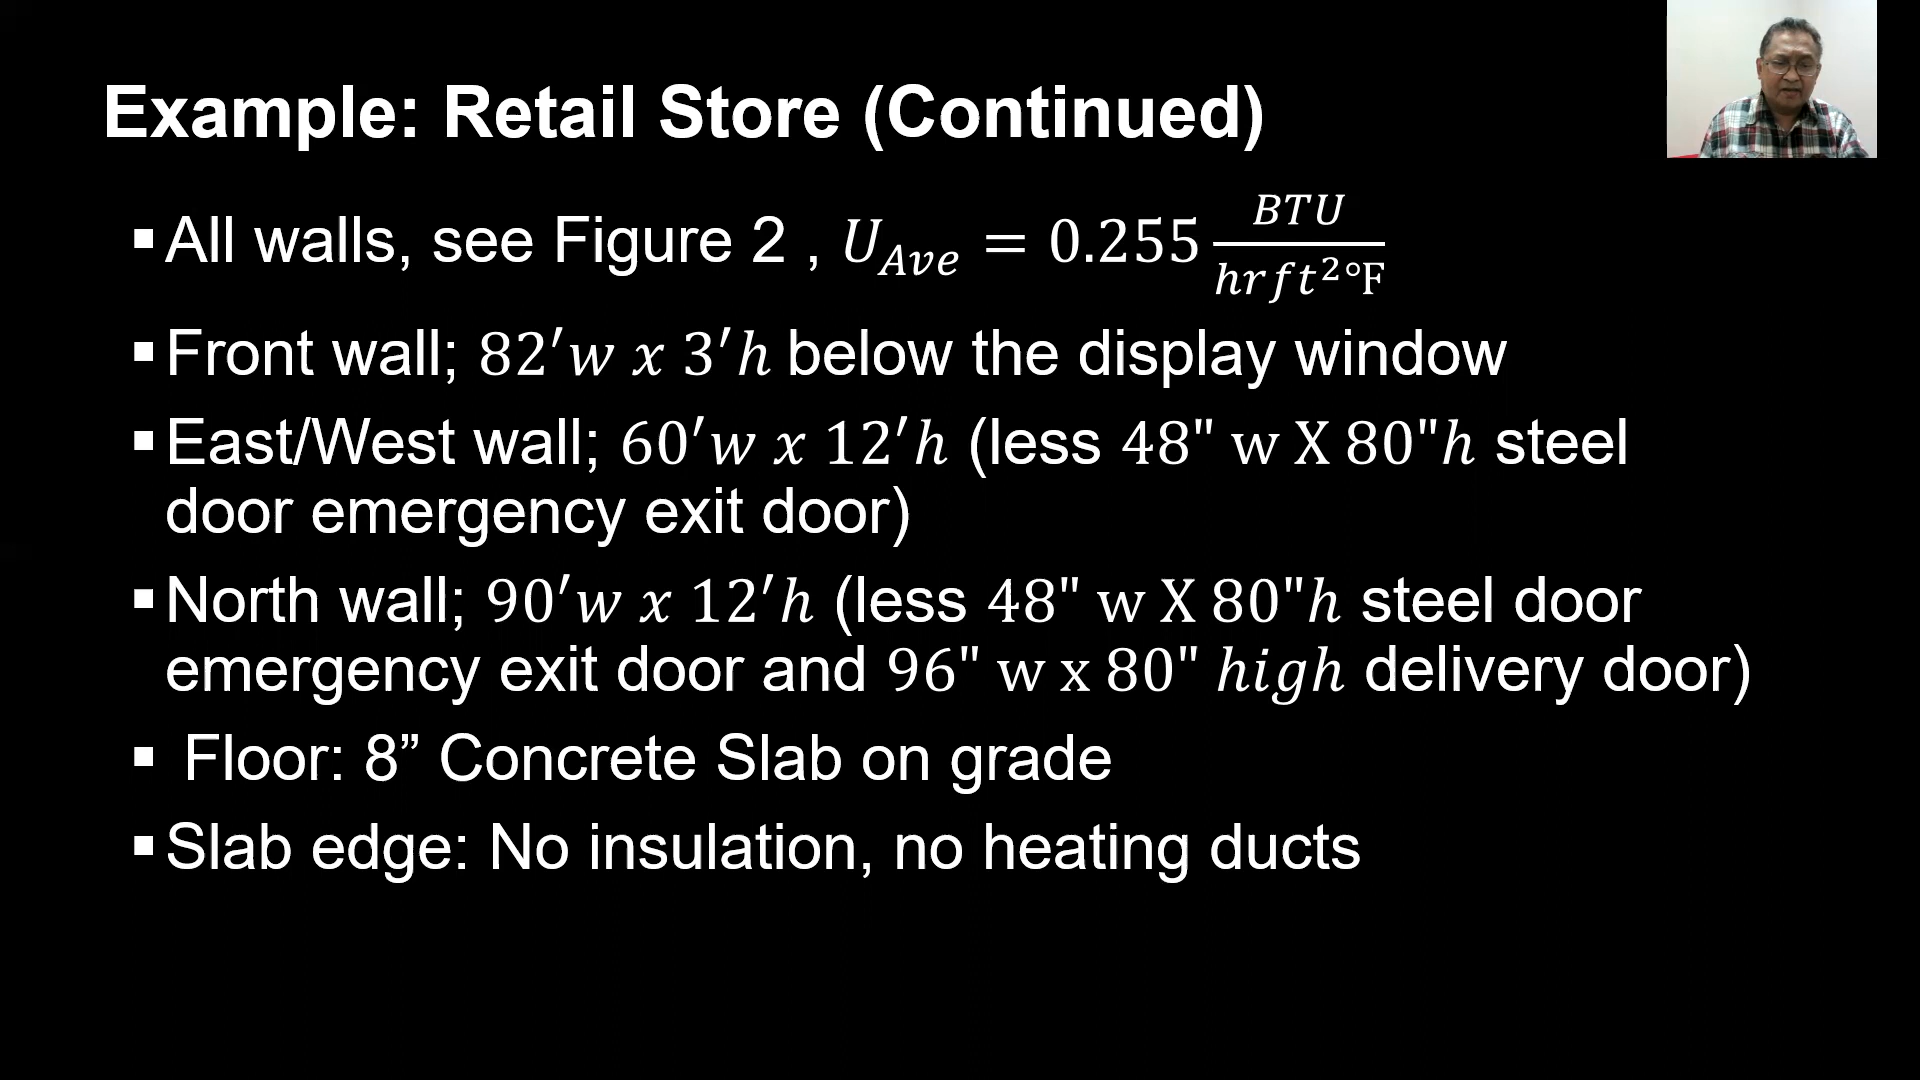 Example: Retail Store (Continued)
▪All walls, see Figure 2 , U_Ave = 0.255 BTU/hrft²°F
▪Front wall; 82′w x 3′h below the display window
▪East/West wall; 60′w x 12′h (less 48" w X 80"h steel
door emergency exit door)
▪North wall; 90′w x 12′h (less 48" w X 80"h steel door
emergency exit door and 96" w x 80" high delivery door)
▪ Floor: 8” Concrete Slab on grade
▪Slab edge: No insulation, no heating ducts